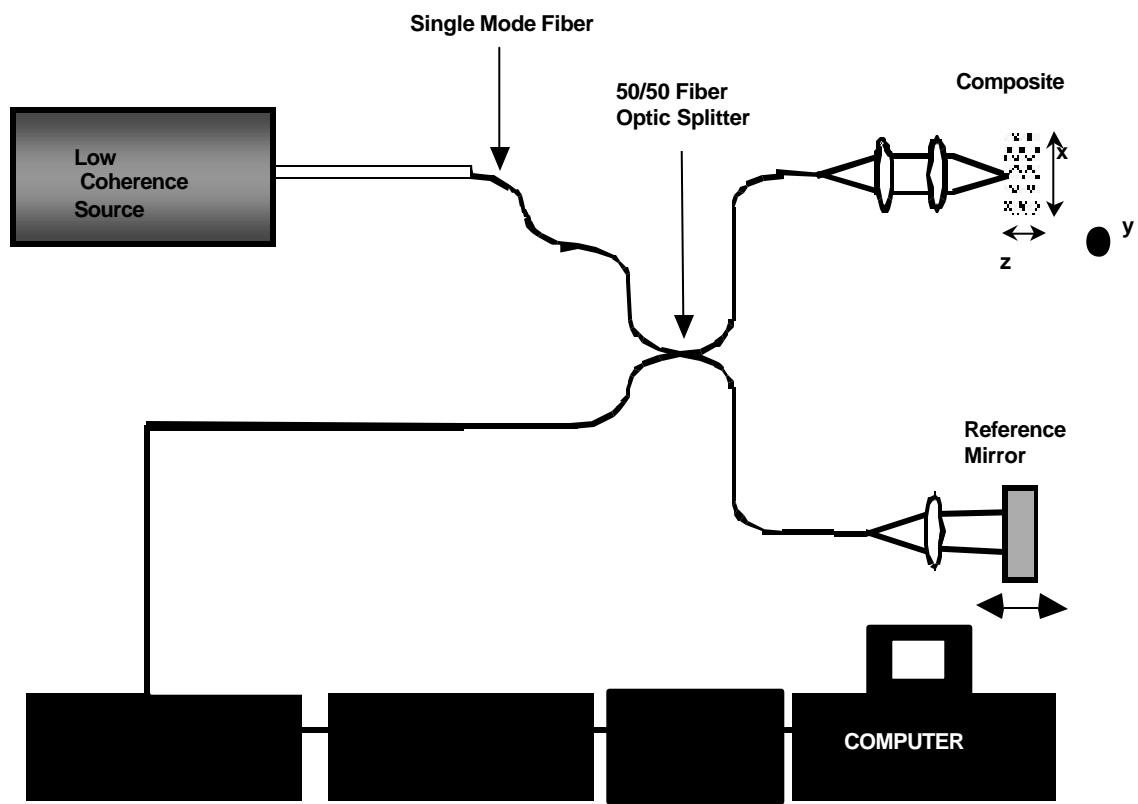 Single Mode Fiber
50/50 Fiber
Optic Splitter
Composite
Low
Coherence
Source
x
y
z
Reference
Mirror
COMPUTER